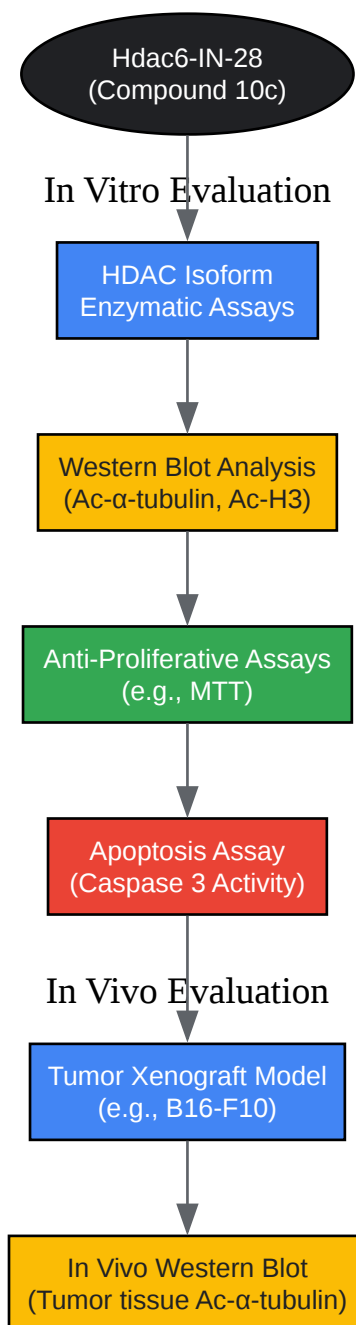 Hdac6-IN-28
(Compound 10c)
In Vitro Evaluation
HDAC Isoform
Enzymatic Assays
Western Blot Analysis
(Ac-α-tubulin, Ac-H3)
Anti-Proliferative Assays
(e.g., MTT)
Apoptosis Assay
(Caspase 3 Activity)
In Vivo Evaluation
Tumor Xenograft Model
(e.g., B16-F10)
In Vivo Western Blot
(Tumor tissue Ac-α-tubulin)